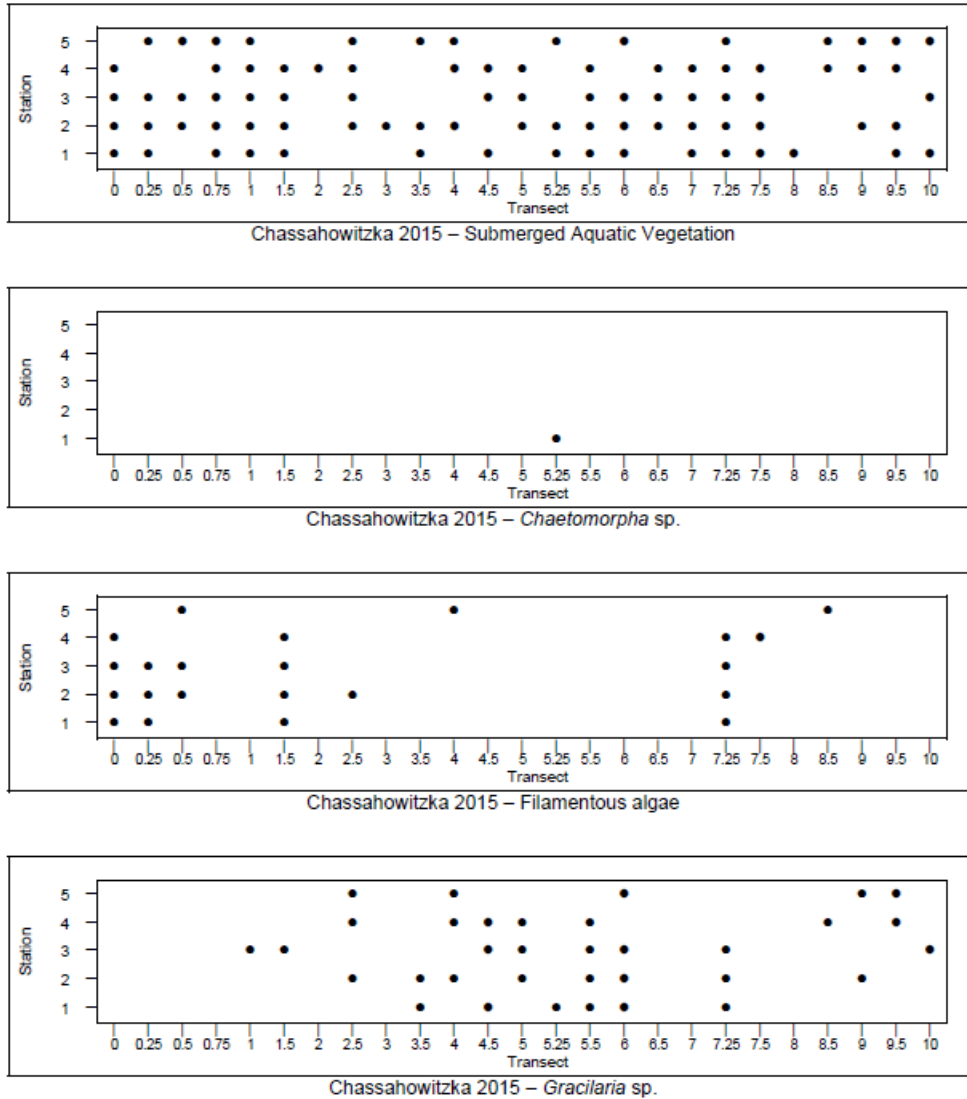 Station
5
4
3
2
1
0 0.25 0.5 0.75 1 1.5 2 2.5 3 3.5 4 4.5 5 5.25 5.5 6 6.5 7 7.25 7.5 8 8.5 9 9.5 10
Transect
Chassahowitzka 2015 – Submerged Aquatic Vegetation
Station
5
4
3
2
1
0 0.25 0.5 0.75 1 1.5 2 2.5 3 3.5 4 4.5 5 5.25 5.5 6 6.5 7 7.25 7.5 8 8.5 9 9.5 10
Transect
Chassahowitzka 2015 – Chaetomorpha sp.
Station
5
4
3
2
1
0 0.25 0.5 0.75 1 1.5 2 2.5 3 3.5 4 4.5 5 5.25 5.5 6 6.5 7 7.25 7.5 8 8.5 9 9.5 10
Transect
Chassahowitzka 2015 – Filamentous algae
Station
5
4
3
2
1
0 0.25 0.5 0.75 1 1.5 2 2.5 3 3.5 4 4.5 5 5.25 5.5 6 6.5 7 7.25 7.5 8 8.5 9 9.5 10
Transect
Chassahowitzka 2015 – Gracilaria sp.